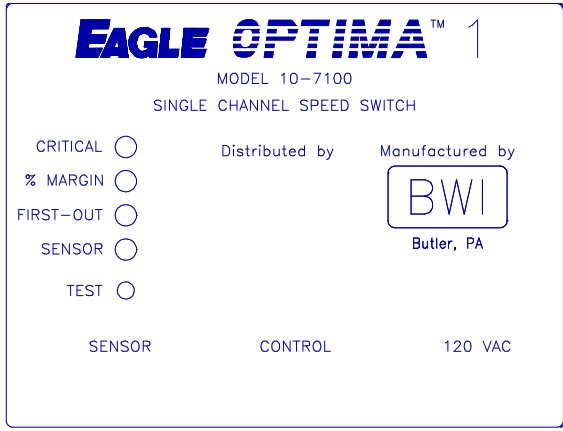 EAGLE OPTIMA™ 1
MODEL 10-7100
SINGLE CHANNEL SPEED SWITCH
CRITICAL
% MARGIN
FIRST-OUT
SENSOR
TEST
Distributed by
Manufactured by
BWI
Butler, PA
SENSOR CONTROL 120 VAC